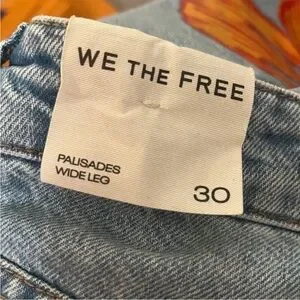 WE THE FREE
PALISADES
WIDE LEG
30